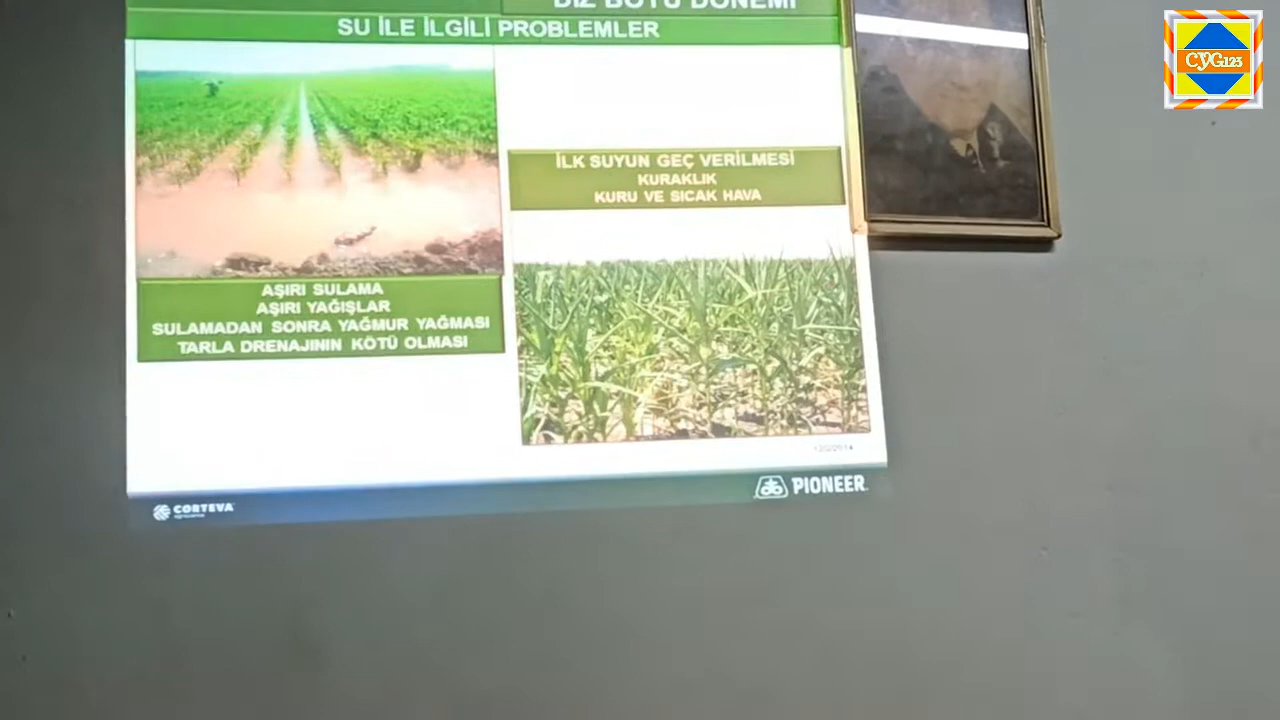 DİZ BOYU DÖNEMİ
SU İLE İLGİLİ PROBLEMLER
AŞIRI SULAMA
AŞIRI YAĞIŞLAR
SULAMADAN SONRA YAĞMUR YAĞMASI
TARLA DRENAJININ KÖTÜ OLMASI
İLK SUYUN GEÇ VERİLMESİ
KURAKLIK
KURU VE SICAK HAVA
CORTEVA
agriscience
PIONEER
CYG123